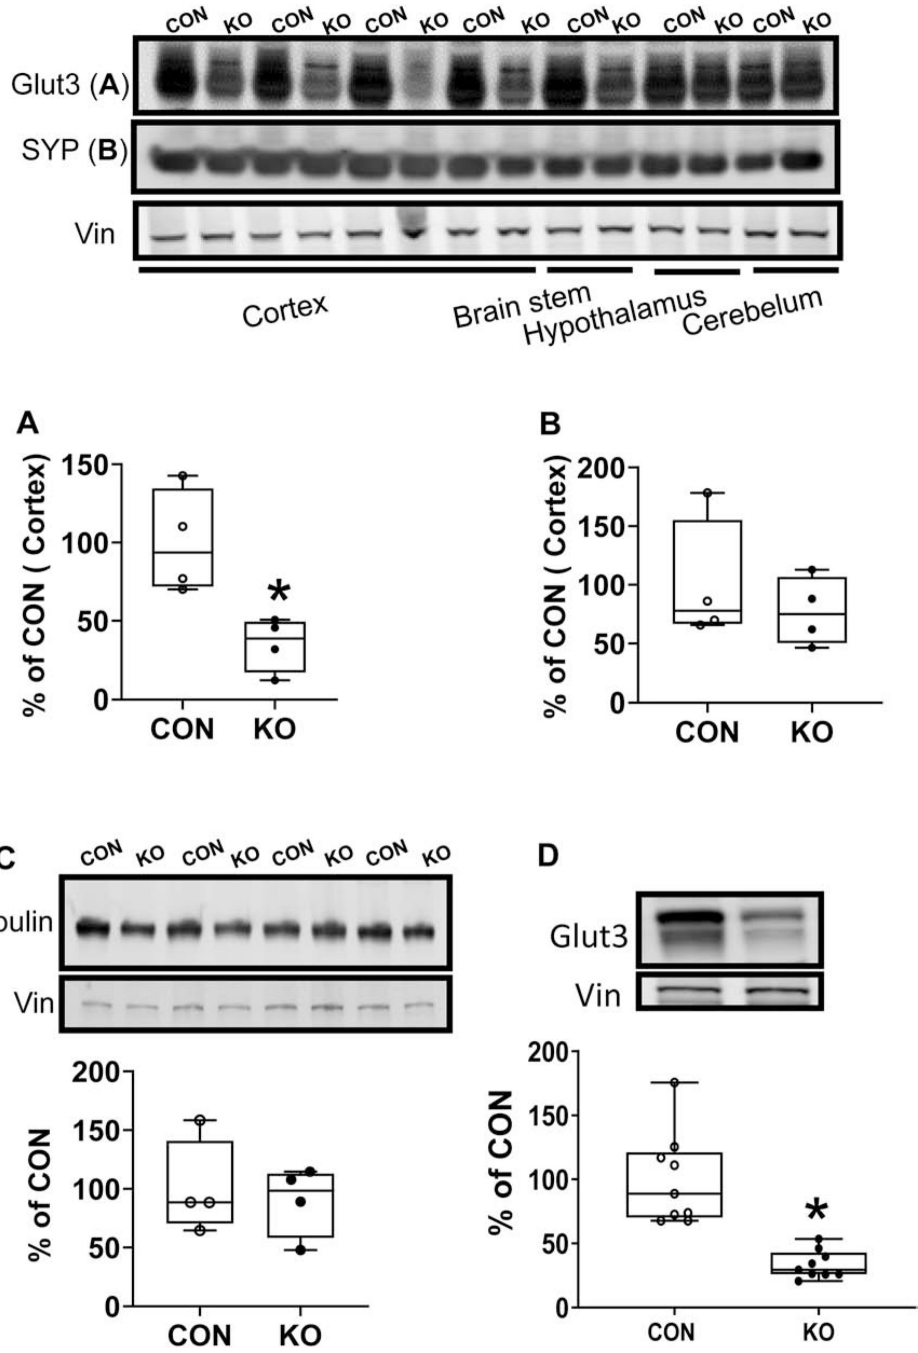 CON KO CON KO CON KO CON KO CON KO CON KO CON KO
Glut3 (A)
SYP (B)
Vin
Cortex
Brain stem
Hypothalamus
Cerebelum
A
B
% of CON ( Cortex)
150
100
50
0
*
CON KO
% of CON ( Cortex)
200
150
100
50
0
CON KO
C
CON KO CON KO CON KO CON KO
bulin
Vin
% of CON
200
150
100
50
0
CON KO
D
Glut3
Vin
% of CON
200
150
100
50
0
*
CON KO